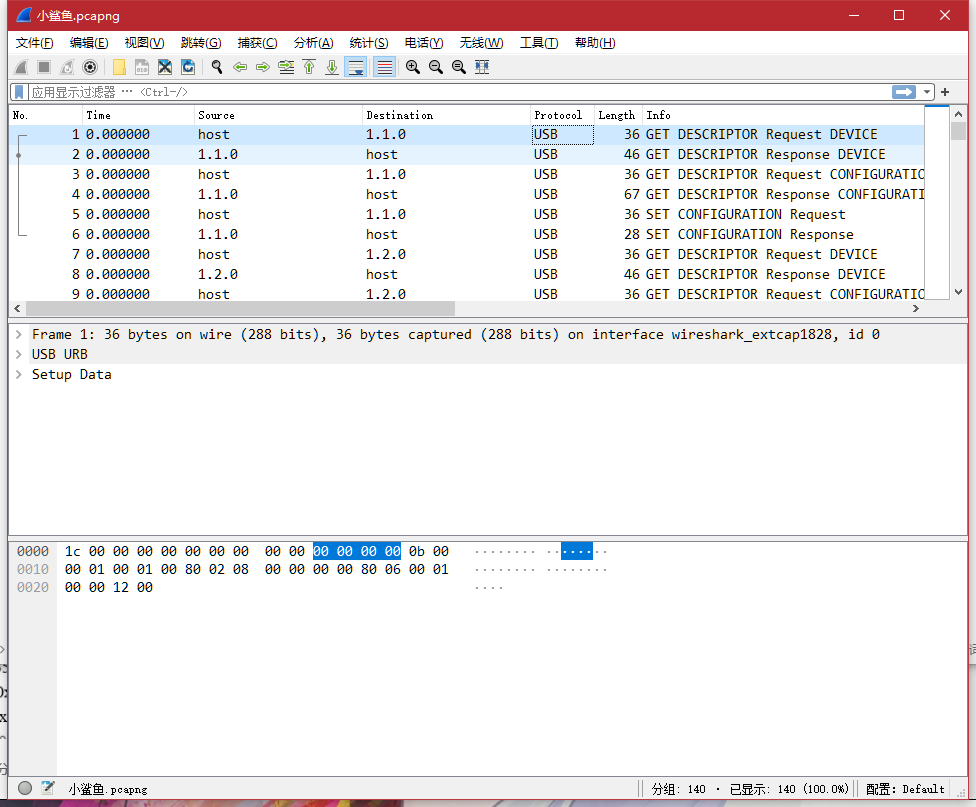 小鲨鱼.pcapng
文件(F) 编辑(E) 视图(V) 跳转(G) 捕获(C) 分析(A) 统计(S) 电话(Y) 无线(W) 工具(T) 帮助(H)
应用显示过滤器 … <Ctrl-/>
No. Time Source Destination Protocol Length Info
1 0.000000 host 1.1.0 USB 36 GET DESCRIPTOR Request DEVICE
2 0.000000 1.1.0 host USB 46 GET DESCRIPTOR Response DEVICE
3 0.000000 host 1.1.0 USB 36 GET DESCRIPTOR Request CONFIGURATIO
4 0.000000 1.1.0 host USB 67 GET DESCRIPTOR Response CONFIGURATI
5 0.000000 host 1.1.0 USB 36 SET CONFIGURATION Request
6 0.000000 1.1.0 host USB 28 SET CONFIGURATION Response
7 0.000000 host 1.2.0 USB 36 GET DESCRIPTOR Request DEVICE
8 0.000000 1.2.0 host USB 46 GET DESCRIPTOR Response DEVICE
9 0.000000 host 1.2.0 USB 36 GET DESCRIPTOR Request CONFIGURATIO
Frame 1: 36 bytes on wire (288 bits), 36 bytes captured (288 bits) on interface wireshark_extcap1828, id 0
USB URB
Setup Data
0000 1c 00 00 00 00 00 00 00 00 00 00 00 00 00 0b 00 ········ ········
0010 00 01 00 01 00 80 02 08 00 00 00 00 80 06 00 01 ········ ········
0020 00 00 12 00 ····
小鲨鱼.pcapng 分组: 140 · 已显示: 140 (100.0%) 配置: Default